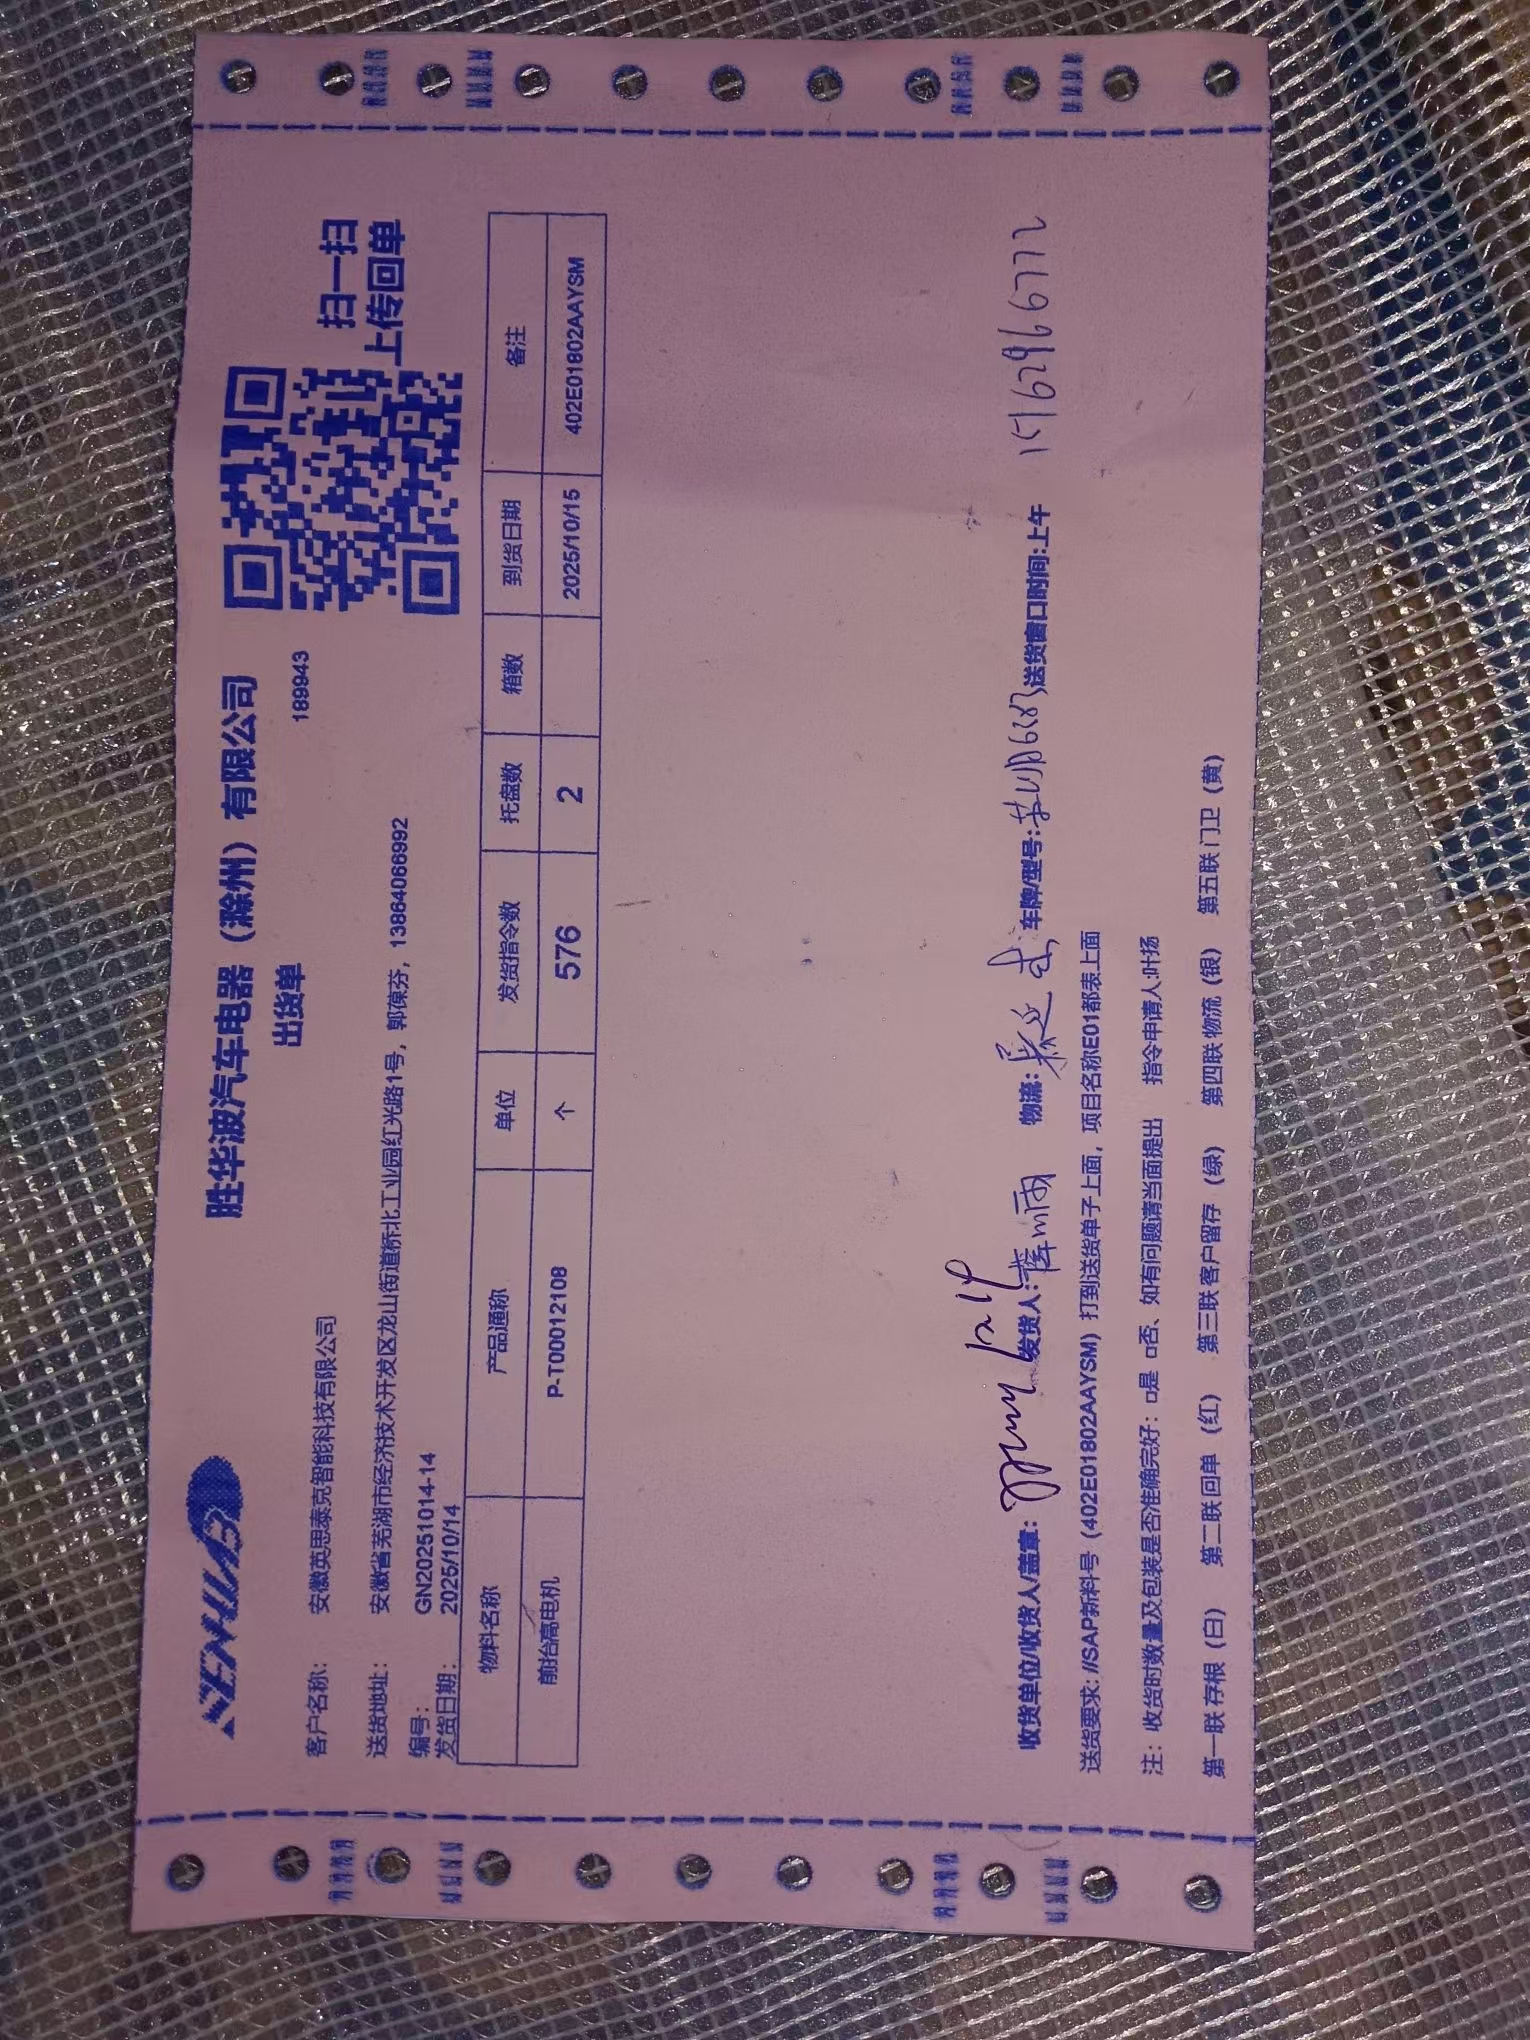 SENHWAB
胜华波汽车电器（滁州）有限公司
出货单
189943
扫一扫
上传回单
客户名称： 安徽英思泰克智能科技有限公司
送货地址： 安徽省芜湖市经济技术开发区龙山街道桥北工业园红光路1号，郭葆芬，13864066992
编号： GN20251014-14
发货日期： 2025/10/14
物料名称 产品通称 单位 发货指令数 托盘数 箱数 到货日期 备注
前抬高电机 P-T00012108 个 576 2 2025/10/15 402E01802AAYSM
收货单位/收货人/盖章： 10.19 发货人： 雨 物流： 车牌/型号： 送货窗口时间:上午 15162966772
送货要求: //SAP新料号（402E01802AAYSM）打到送货单子上面，项目名称E01都表上面
注：收货时数量及包装是否准确完好：□是 □否、如有问题请当面提出 指令申请人:叶扬
第一联 存根（白） 第二联 回单（红） 第三联 客户留存（绿） 第四联 物流（银） 第五联 门卫（黄）